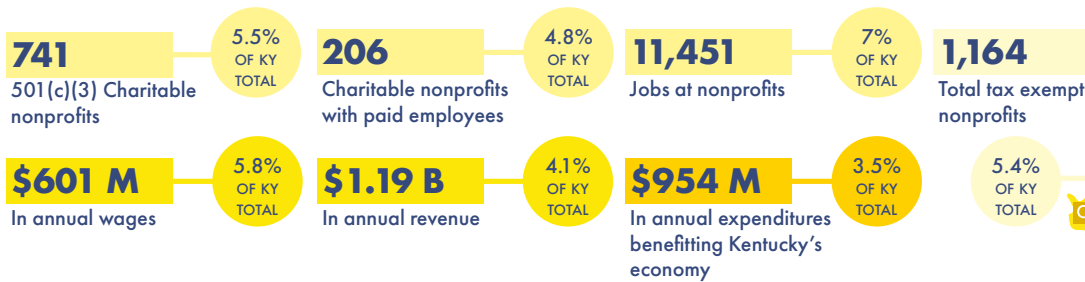 741
5.5%
OF KY
TOTAL
501(c)(3) Charitable
nonprofits
206
4.8%
OF KY
TOTAL
Charitable nonprofits
with paid employees
11,451
7%
OF KY
TOTAL
Jobs at nonprofits
1,164
Total tax exempt
nonprofits
$601 M
5.8%
OF KY
TOTAL
In annual wages
$1.19 B
4.1%
OF KY
TOTAL
In annual revenue
$954 M
3.5%
OF KY
TOTAL
In annual expenditures
benefitting Kentucky's
economy
5.4%
OF KY
TOTAL